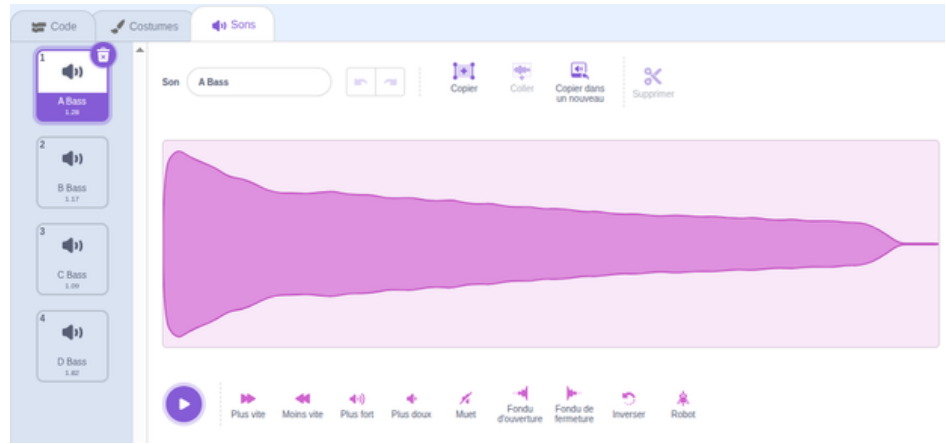 Code
Costumes
Sons
1
A Bass
1.28
2
B Bass
1.17
3
C Bass
1.09
4
D Bass
1.82
Son
A Bass
Copier
Coller
Copier dans
un nouveau
Supprimer
Plus vite
Moins vite
Plus fort
Plus doux
Muet
Fondu
d'ouverture
Fondu de
fermeture
Inverser
Robot